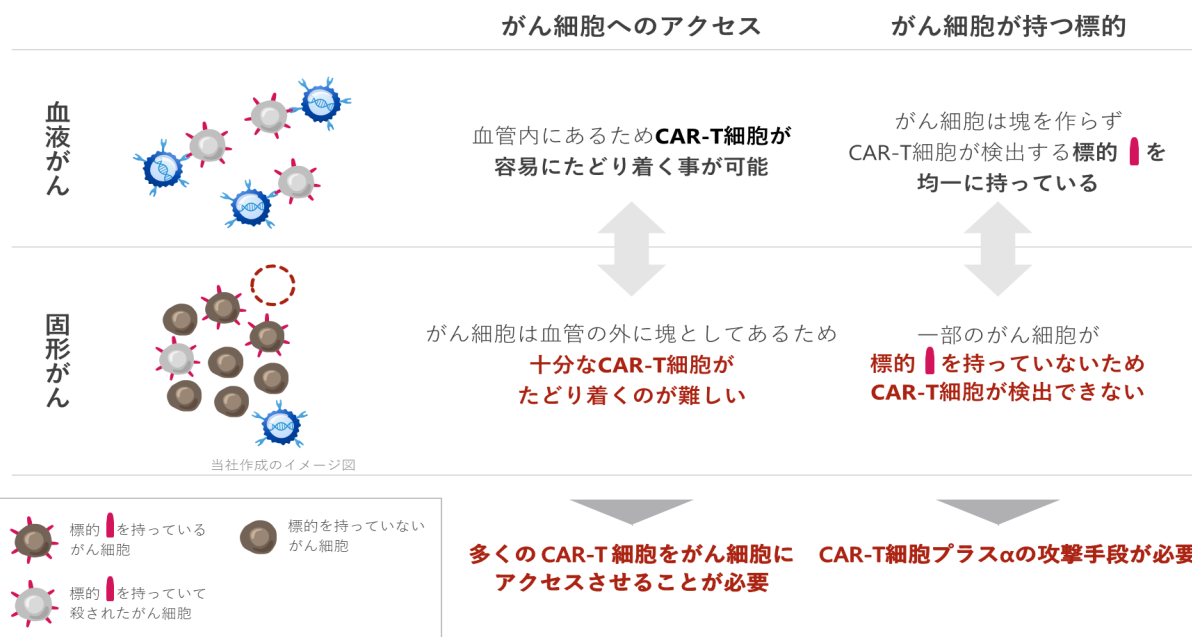 がん細胞へのアクセス
がん細胞が持つ標的
血液がん
血管内にあるためCAR-T細胞が
容易にたどり着く事が可能
がん細胞は塊を作らず
CAR-T細胞が検出する標的 を
均一に持っている
固形がん
がん細胞は血管の外に塊としてあるため
十分なCAR-T細胞が
たどり着くのが難しい
一部のがん細胞が
標的 を持っていないため
CAR-T細胞が検出できない
当社作成のイメージ図
標的 を持っている
がん細胞
標的を持っていない
がん細胞
標的 を持っていて
殺されたがん細胞
多くの CAR-T 細胞をがん細胞に
アクセスさせることが必要
CAR-T細胞プラスαの攻撃手段が必要